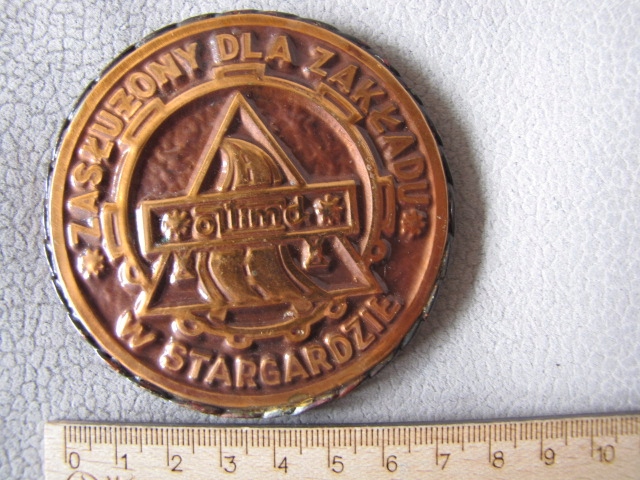 ZASŁUŻONY DLA ZAKŁADU
W STARGARDZIE
0 1 2 3 4 5 6 7 8 9 10